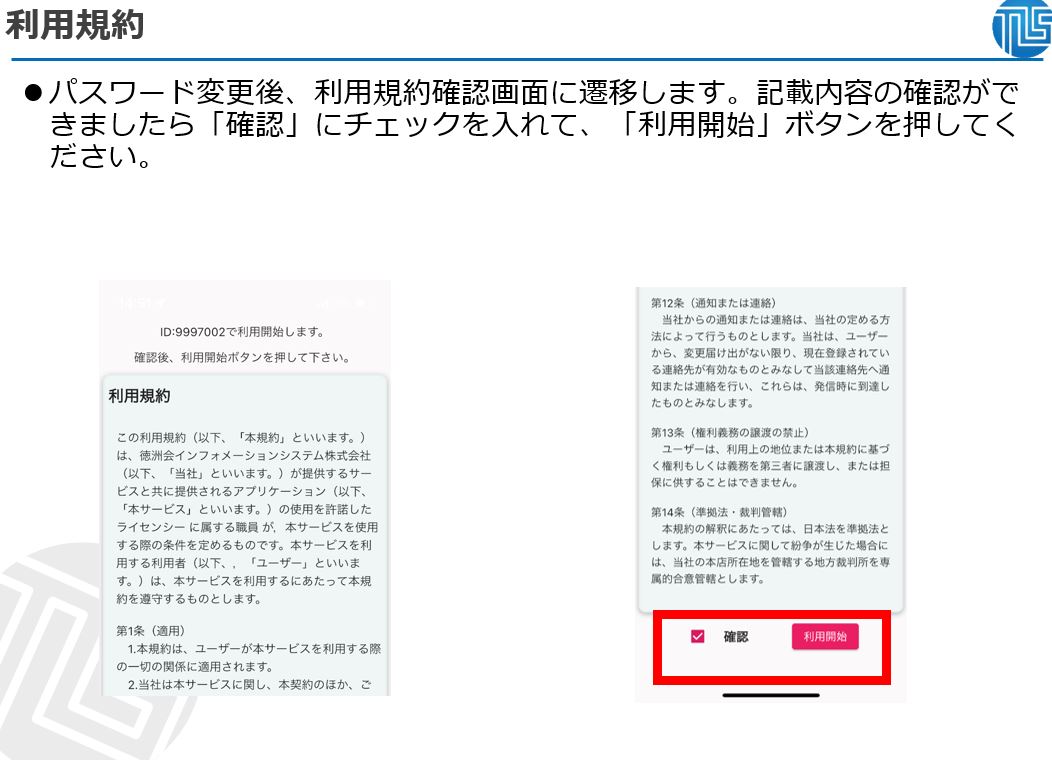 利用規約
TLS
●パスワード変更後、利用規約確認画面に遷移します。記載内容の確認がで
きましたら「確認」にチェックを入れて、「利用開始」ボタンを押してく
ださい。
14:51
ID:9997002で利用開始します。
確認後、利用開始ボタンを押して下さい。
利用規約
この利用規約（以下、「本規約」といいます。）
は、徳洲会インフォメーションシステム株式会社
（以下、「当社」といいます。）が提供するサー
ビスと共に提供されるアプリケーション（以下、
「本サービス」といいます。）の使用を許諾した
ライセンシー に属する職員 が、本サービスを使用
する際の条件を定めるものです。本サービスを利
用する利用者（以下、, 「ユーザー」といいま
す。）は、本サービスを利用するにあたって本規
約を遵守するものとします。
第1条（適用）
1.本規約は、ユーザーが本サービスを利用する際
の一切の関係に適用されます。
2.当社は本サービスに関し、本契約のほか、ご
第12条（通知または連絡）
当社からの通知または連絡は、当社の定める方
法によって行うものとします。当社は、ユーザー
から、変更届け出がない限り、現在登録されてい
る連絡先が有効なものとみなして当該連絡先へ通
知または連絡を行い、これらは、発信時に到達し
たものとみなします。
第13条（権利義務の譲渡の禁止）
ユーザーは、利用上の地位または本規約に基づ
く権利もしくは義務を第三者に譲渡し、または担
保に供することはできません。
第14条（準拠法・裁判管轄）
本規約の解釈にあたっては、日本法を準拠法と
します。本サービスに関して紛争が生じた場合に
は、当社の本店所在地を管轄する地方裁判所を専
属的合意管轄とします。
確認
利用開始